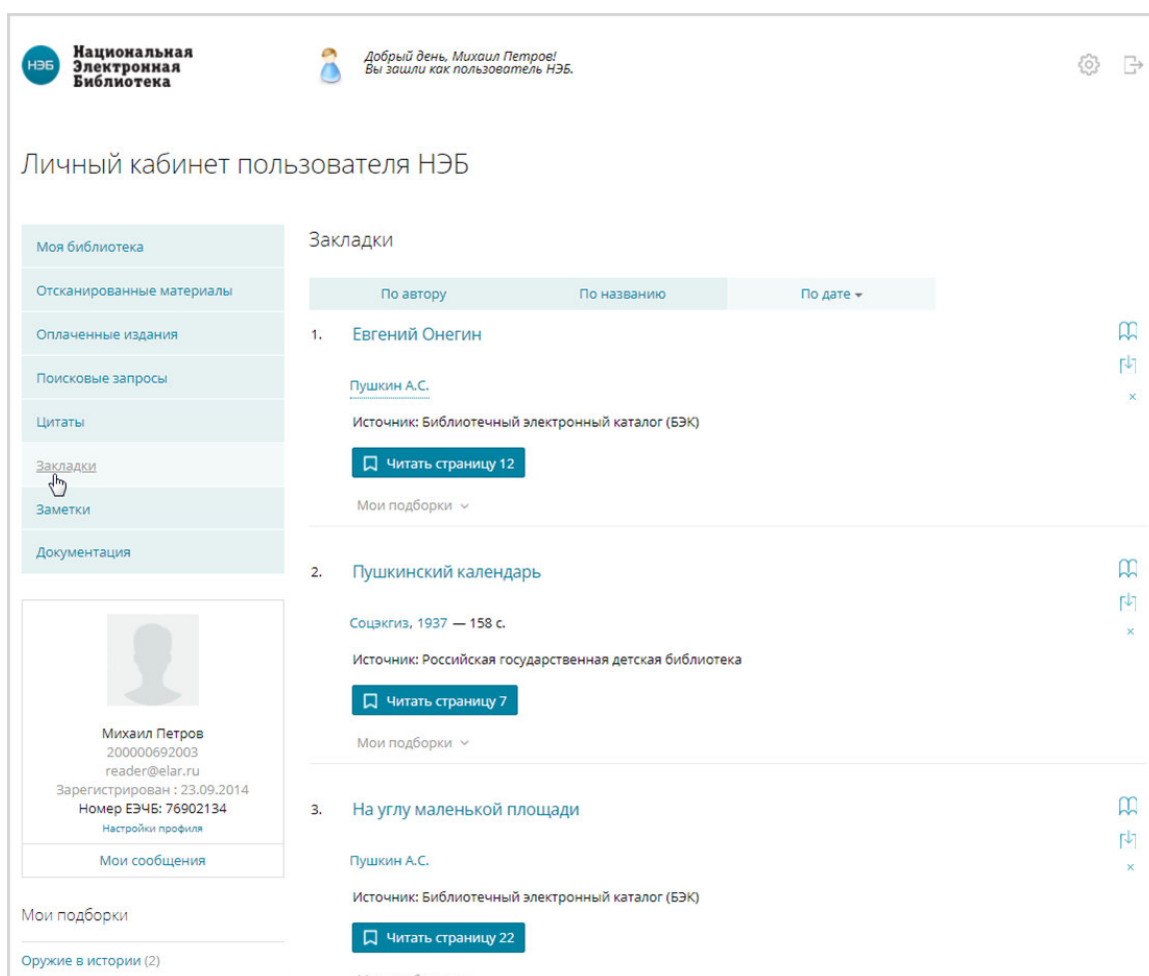 НЭБ
Национальная
Электронная
Библиотека
Добрый день, Михаил Петров!
Вы зашли как пользователь НЭБ.
Личный кабинет пользователя НЭБ
Моя библиотека
Отсканированные материалы
Оплаченные издания
Поисковые запросы
Цитаты
Закладки
Заметки
Документация
Михаил Петров
200000692003
reader@elar.ru
Зарегистрирован : 23.09.2014
Номер ЕЭЧБ: 76902134
Настройки профиля
Мои сообщения
Мои подборки
Оружие в истории (2)
Закладки
По автору По названию По дате
1. Евгений Онегин
Пушкин А.С.
Источник: Библиотечный электронный каталог (БЭК)
Читать страницу 12
Мои подборки
2. Пушкинский календарь
Соцэкгиз, 1937 — 158 с.
Источник: Российская государственная детская библиотека
Читать страницу 7
Мои подборки
3. На углу маленькой площади
Пушкин А.С.
Источник: Библиотечный электронный каталог (БЭК)
Читать страницу 22